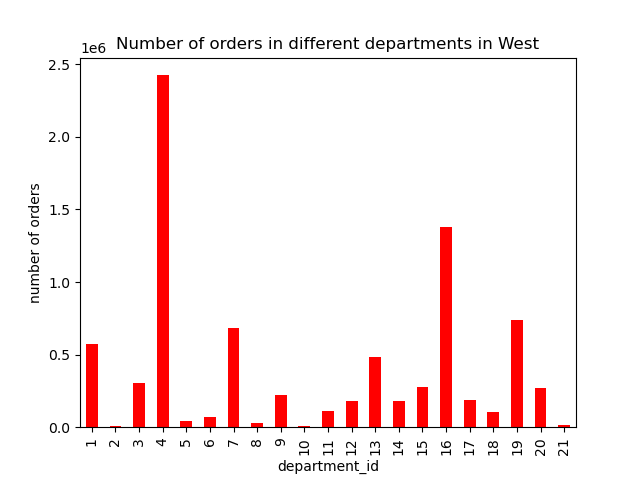 Number of orders in different departments in West
1e6
2.5
2.0
1.5
1.0
0.5
0.0
number of orders
1 2 3 4 5 6 7 8 9 10 11 12 13 14 15 16 17 18 19 20 21
department_id